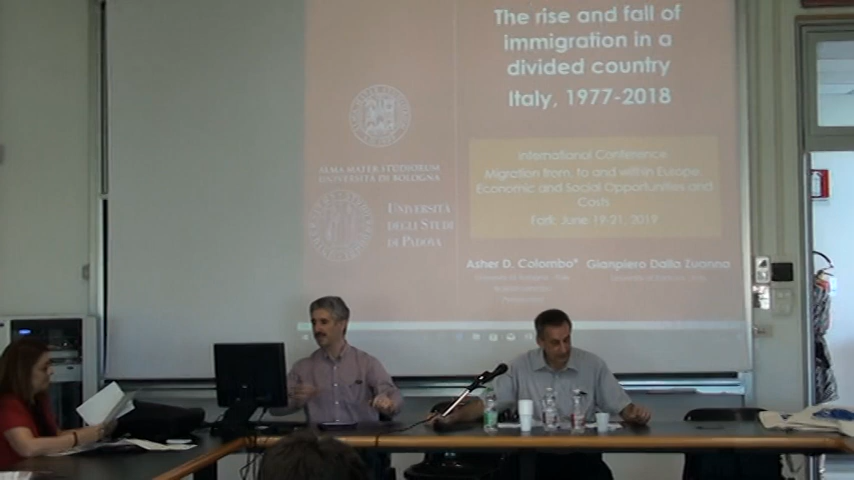 The rise and fall of
immigration in a
divided country
Italy, 1977-2018
ALMA MATER STUDIORUM
UNIVERSITÀ DI BOLOGNA
UNIVERSITÀ
DEGLI STUDI
DI PADOVA
International Conference
Migration from, to and within Europe.
Economic and Social Opportunities and
Costs
Forlì, June 19-21, 2019
Asher D. Colombo* Gianpiero Dalla Zuanna